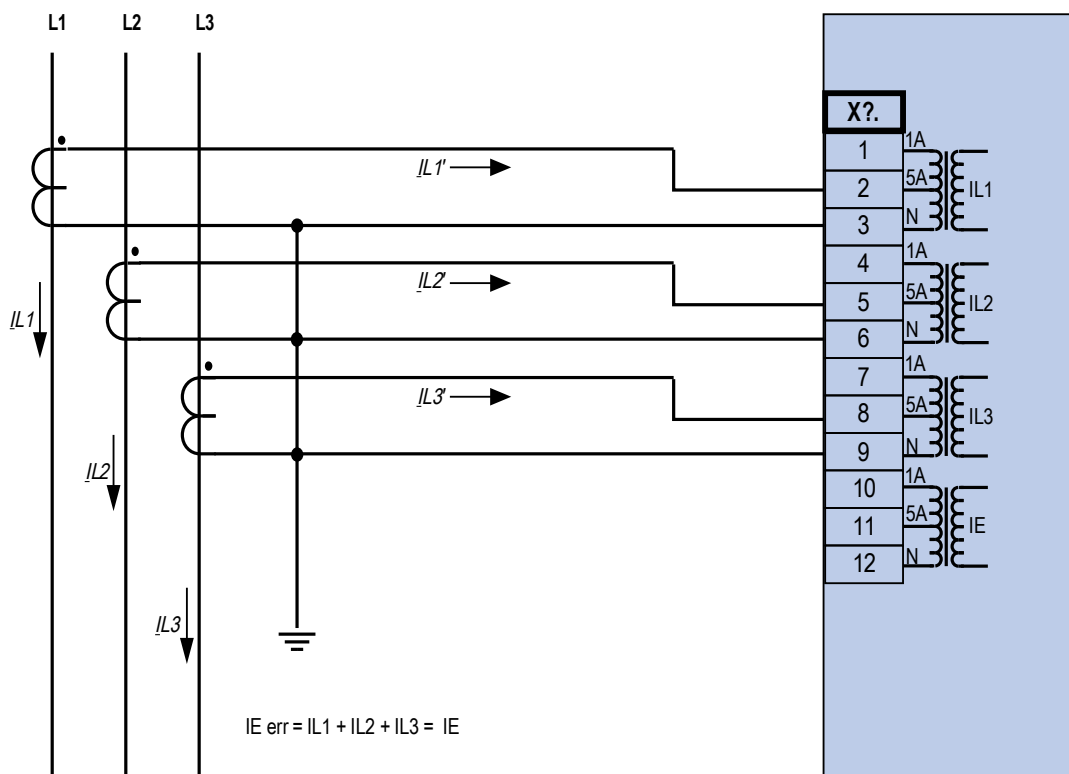 L1 L2 L3
X?.
1 1A
IL1'
2 5A IL1
3 N
4 1A
IL2'
5 5A IL2
IL1
6 N
7 1A
IL3'
8 5A IL3
9 N
IL2
10 1A
11 5A IE
12 N
IL3
IE err = IL1 + IL2 + IL3 = IE